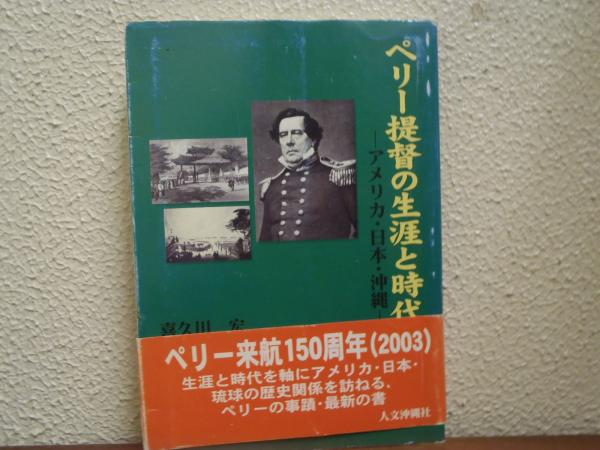 ペリー提督の生涯と時代
―アメリカ・日本・沖縄―
喜久川 宏
ペリー来航150周年(2003)
生涯と時代を軸にアメリカ・日本・
琉球の歴史関係を訪ねる、
ペリーの事蹟・最新の書
人文沖縄社